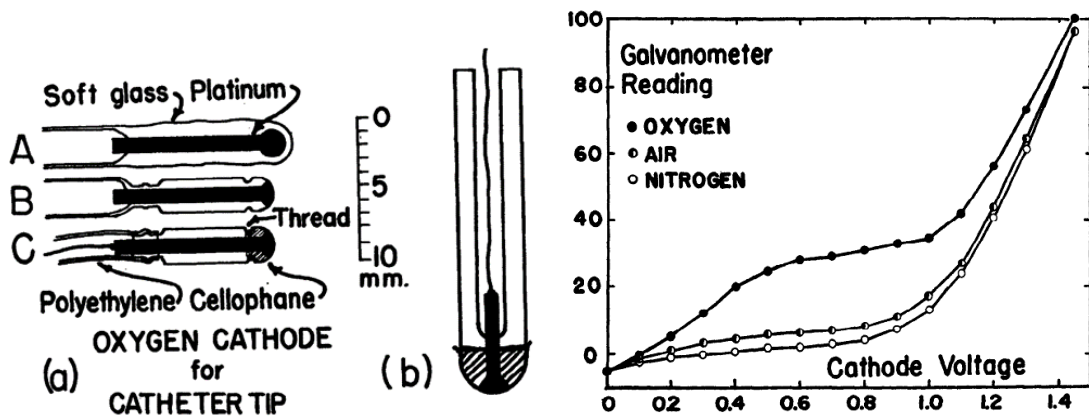 Soft glass Platinum
A
B
C
Thread
Polyethylene Cellophane
0
5
10
mm.
(a)
OXYGEN CATHODE
for
CATHETER TIP
(b)
100
80
60
40
20
0
Galvanometer
Reading
OXYGEN
AIR
NITROGEN
Cathode Voltage
0 0.2 0.4 0.6 0.8 1.0 1.2 1.4